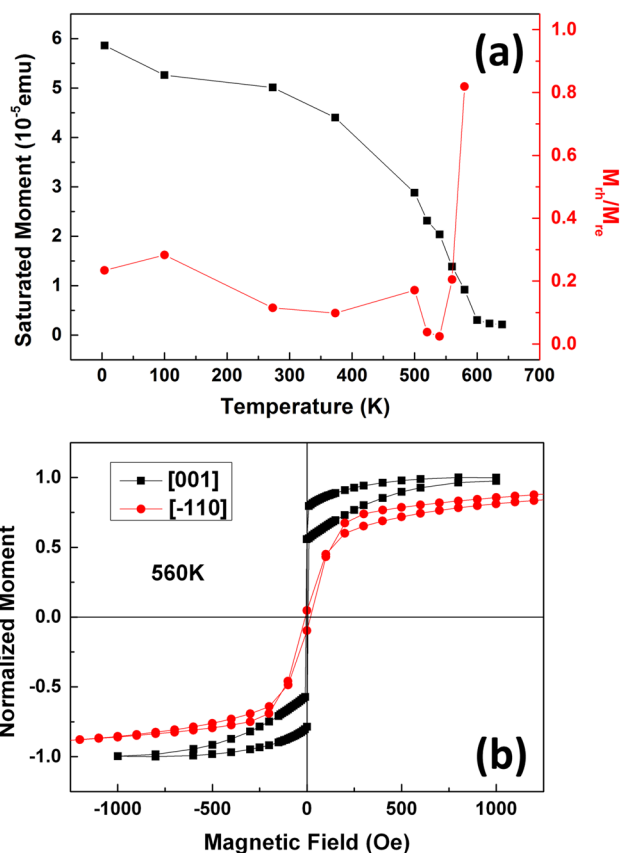 (a)
Saturated Moment (10⁻⁵emu)
6
5
4
3
2
1
0
1.0
0.8
0.6
0.4
0.2
0.0
M_rh/M_re
0 100 200 300 400 500 600 700
Temperature (K)
[001]
[-110]
560K
Normalized Moment
1.0
0.5
0.0
-0.5
-1.0
(b)
-1000 -500 0 500 1000
Magnetic Field (Oe)